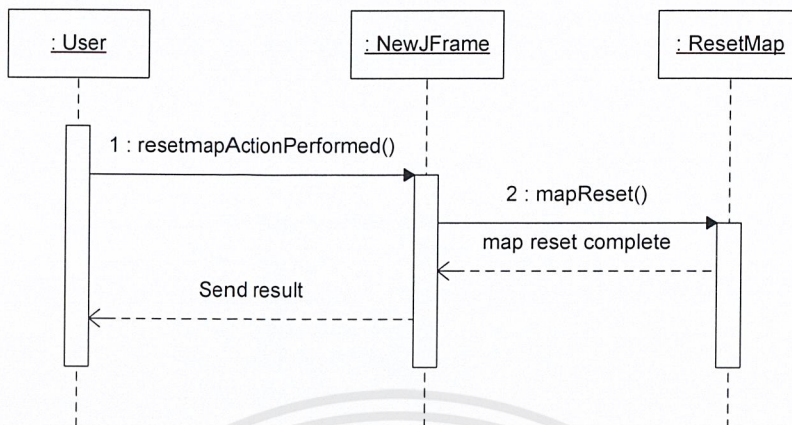 : User
: NewJFrame
: ResetMap
1 : resetmapActionPerformed()
2 : mapReset()
map reset complete
Send result